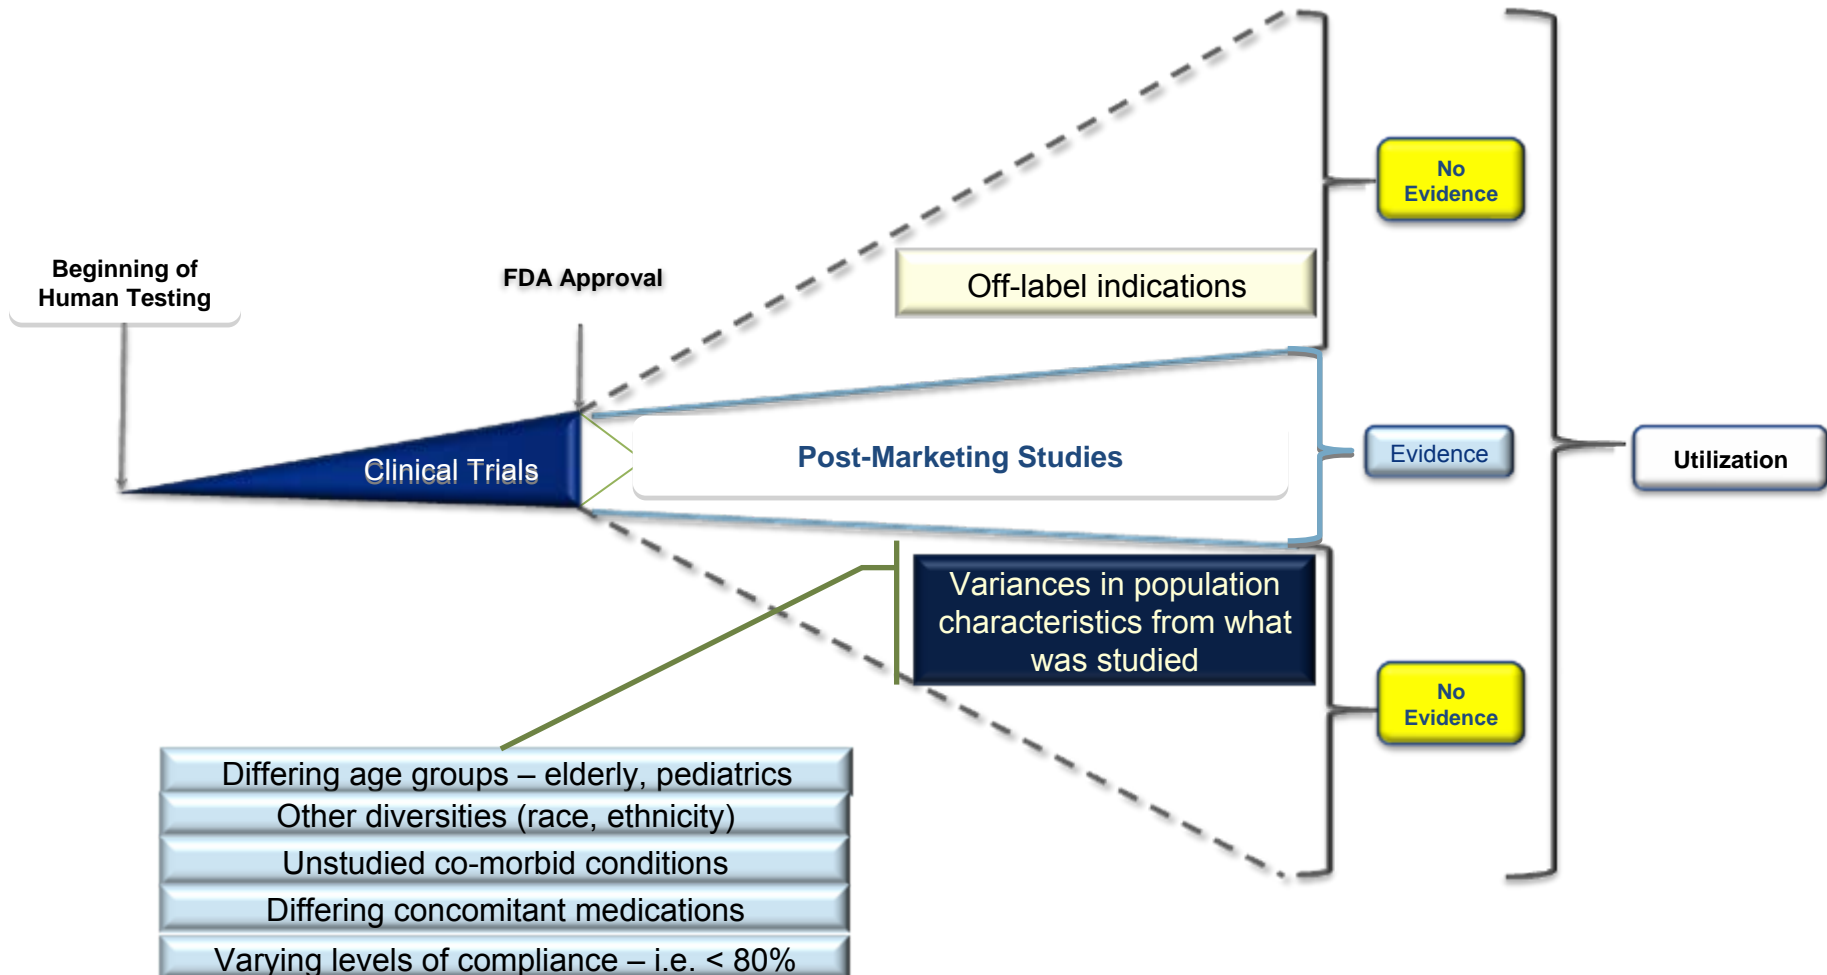 No
Evidence
Beginning of
Human Testing
FDA Approval
Off-label indications
Clinical Trials
Post-Marketing Studies
Evidence
Utilization
Variances in population
characteristics from what
was studied
No
Evidence
Differing age groups – elderly, pediatrics
Other diversities (race, ethnicity)
Unstudied co-morbid conditions
Differing concomitant medications
Varying levels of compliance – i.e. < 80%